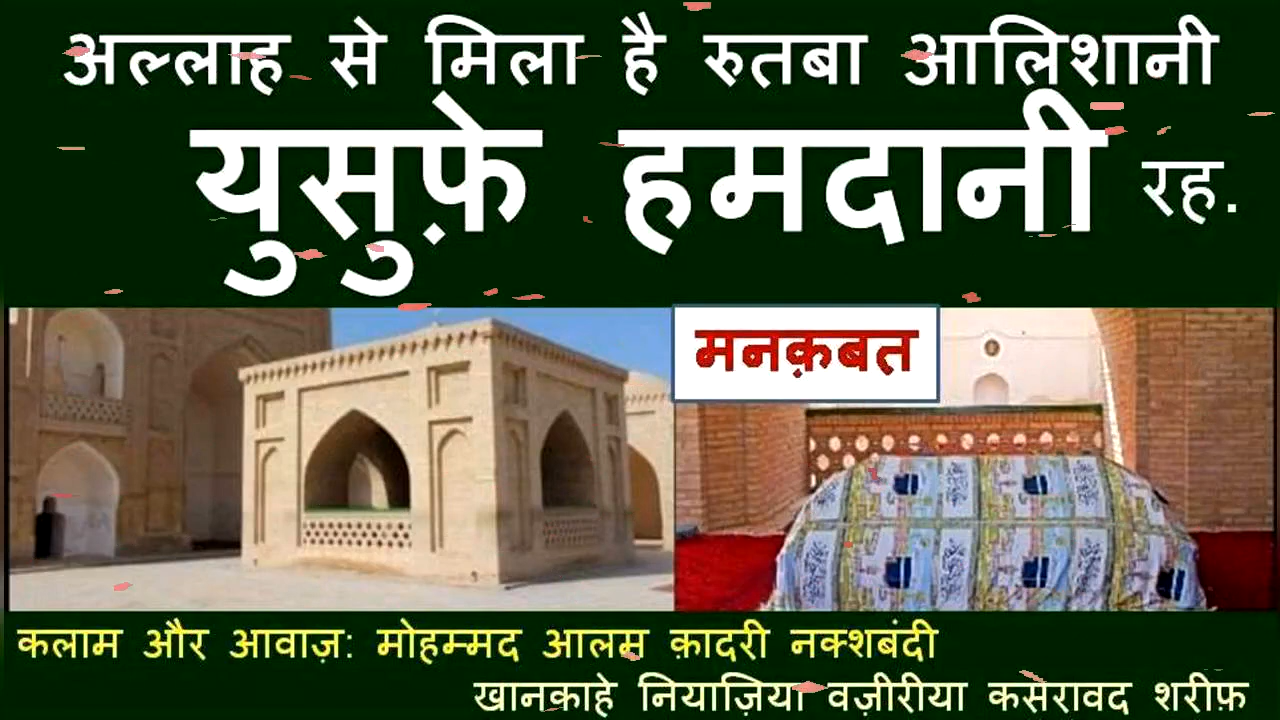 अल्लाह से मिला है रुतबा आलिशानी
युसुफ़े हमदानी रह.
मनक़बत
कलाम और आवाज़: मोहम्मद आलम क़ादरी नक्शबंदी
खानकाहे नियाज़िया वज़ीरीया कसरावद शरीफ़